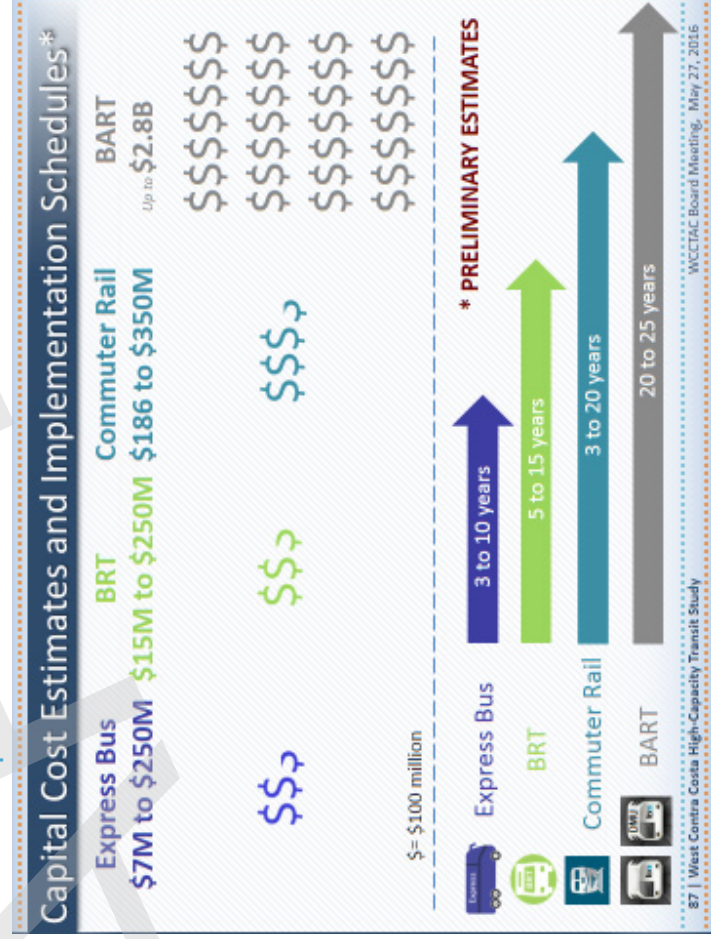 Capital Cost Estimates and Implementation Schedules*
Express Bus
$7M to $250M
BRT
$15M to $250M
Commuter Rail
$186 to $350M
BART
Up to $2.8B
$$
$$
$$$
$$$$$$$
$$$$$$$
$$$$$$$
$$$$$$$
$= $100 million
* PRELIMINARY ESTIMATES
Express
Express Bus
3 to 10 years
BRT
5 to 15 years
Commuter Rail
3 to 20 years
DMU
BART
20 to 25 years
87 | West Contra Costa High-Capacity Transit Study
WCCTAC Board Meeting, May 27, 2016